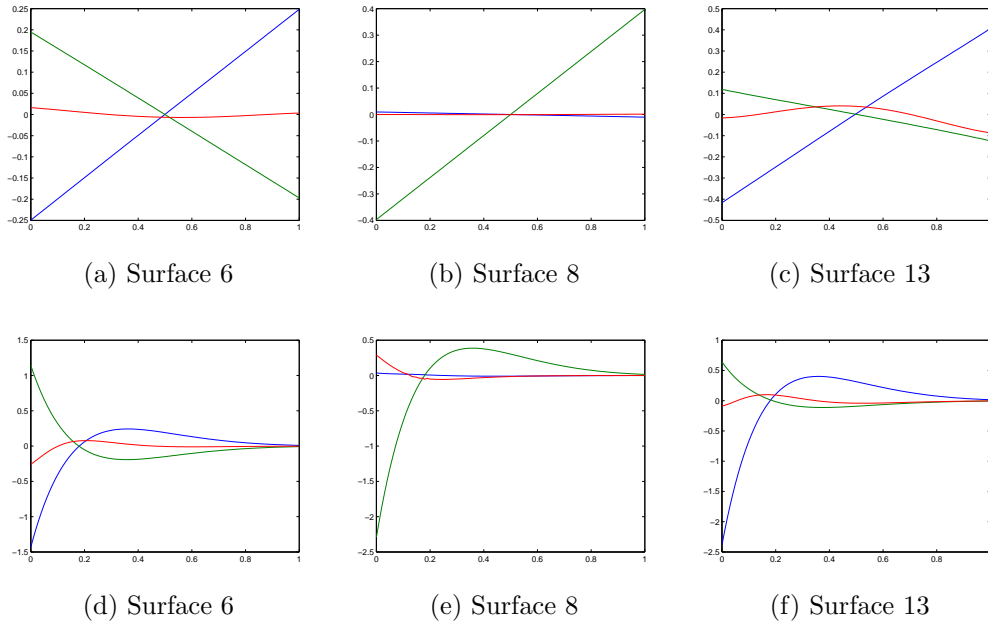 0.25 0.2 0.15 0.1 0.05 0 −0.05 −0.1 −0.15 −0.2 −0.25
0 0.2 0.4 0.6 0.8 1
0.4 0.3 0.2 0.1 0 −0.1 −0.2 −0.3 −0.4
0 0.2 0.4 0.6 0.8 1
0.5 0.4 0.3 0.2 0.1 0 −0.1 −0.2 −0.3 −0.4 −0.5
0 0.2 0.4 0.6 0.8 1
(a) Surface 6
(b) Surface 8
(c) Surface 13
1.5 1 0.5 0 −0.5 −1 −1.5
0 0.2 0.4 0.6 0.8 1
0.5 0 −0.5 −1 −1.5 −2 −2.5
0 0.2 0.4 0.6 0.8 1
1 0.5 0 −0.5 −1 −1.5 −2 −2.5
0 0.2 0.4 0.6 0.8
(d) Surface 6
(e) Surface 8
(f) Surface 13